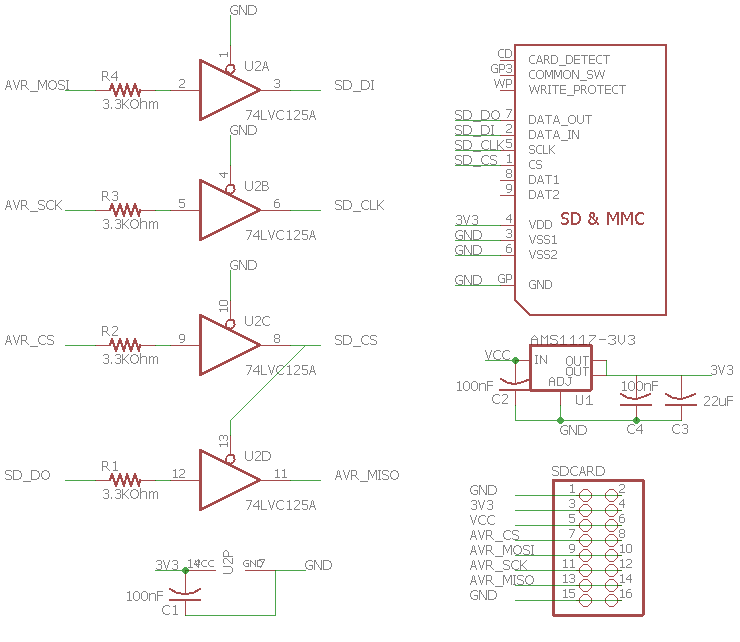 GND
1
U2A
R4
AVR_MOSI
2
3
SD_DI
3.3KOhm
74LVC125A
GND
4
U2B
R3
AVR_SCK
5
6
SD_CLK
3.3KOhm
74LVC125A
GND
10
U2C
R2
AVR_CS
9
8
SD_CS
3.3KOhm
74LVC125A
13
U2D
R1
SD_DO
12
11
AVR_MISO
3.3KOhm
74LVC125A
3V3
14
VCC
U2P
GND
7
GND
100nF
C1
CD
CARD_DETECT
GP3
COMMON_SW
WP
WRITE_PROTECT
SD_DO 7 DATA_OUT
SD_DI 2 DATA_IN
SD_CLK 5 SCLK
SD_CS 1 CS
8 DAT1
9 DAT2
SD & MMC
3V3 4 VDD
GND 3 VSS1
GND 6 VSS2
GND GP GND
AMS1117-3V3
VCC
IN
OUT
OUT
3V3
ADJ
100nF
C2
U1
100nF
22uF
GND
C4
C3
SDCARD
GND 1 2
3V3 3 4
VCC 5 6
AVR_CS 7 8
AVR_MOSI 9 10
AVR_SCK 11 12
AVR_MISO 13 14
GND 15 16